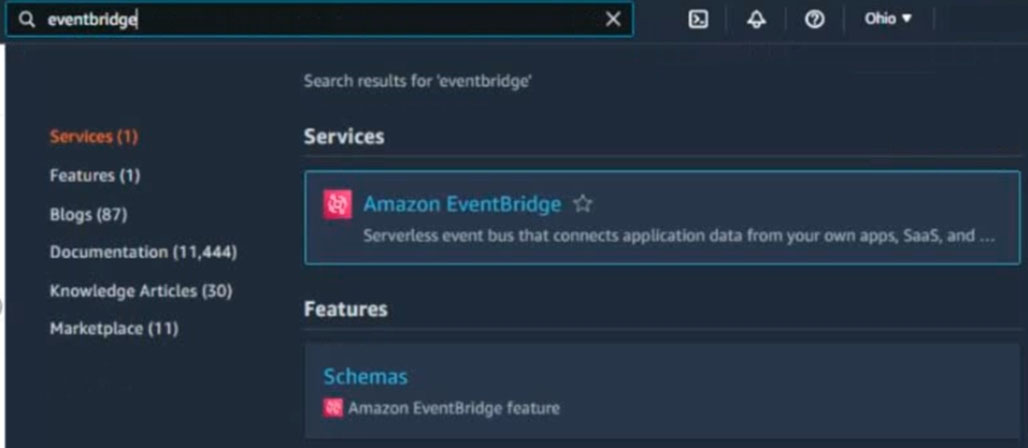 eventbridge
Ohio
Search results for 'eventbridge'
Services (1)
Features (1)
Blogs (87)
Documentation (11,444)
Knowledge Articles (30)
Marketplace (11)
Services
Amazon EventBridge
Serverless event bus that connects application data from your own apps, SaaS, and ...
Features
Schemas
Amazon EventBridge feature